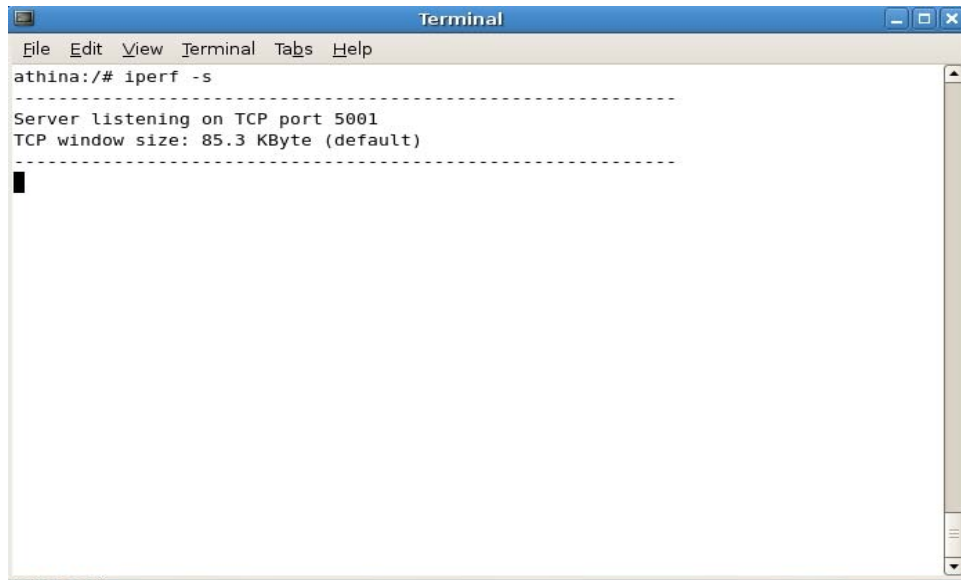 Terminal
File Edit View Terminal Tabs Help
athina:/# iperf -s
------------------------------------------------------------
Server listening on TCP port 5001
TCP window size: 85.3 KByte (default)
------------------------------------------------------------